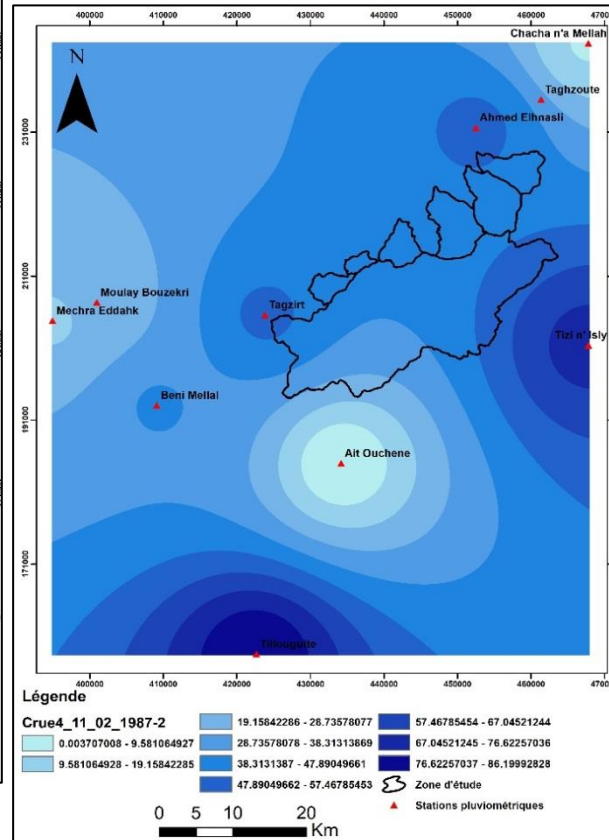 400000 410000 420000 430000 440000 450000 460000 4700
Chacha n'a Mellah
N
Taghzoute
Ahmed Elhnasli
231000
211000
Moulay Bouzekri
Mechra Eddahk
Tagzirt
Tizi n' Isly
Beni Mellal
191000
Ait Ouchene
171000
Tillouguite
400000 410000 420000 430000 440000 450000 460000 4700
Légende
Crue4_11_02_1987-2
0.003707008 - 9.581064927
9.581064928 - 19.15842285
19.15842286 - 28.73578077
28.73578078 - 38.31313869
38.3131387 - 47.89049661
47.89049662 - 57.46785453
57.46785454 - 67.04521244
67.04521245 - 76.62257036
76.62257037 - 86.19992828
Zone d'étude
Stations pluviométriques
0 5 10 20
Km